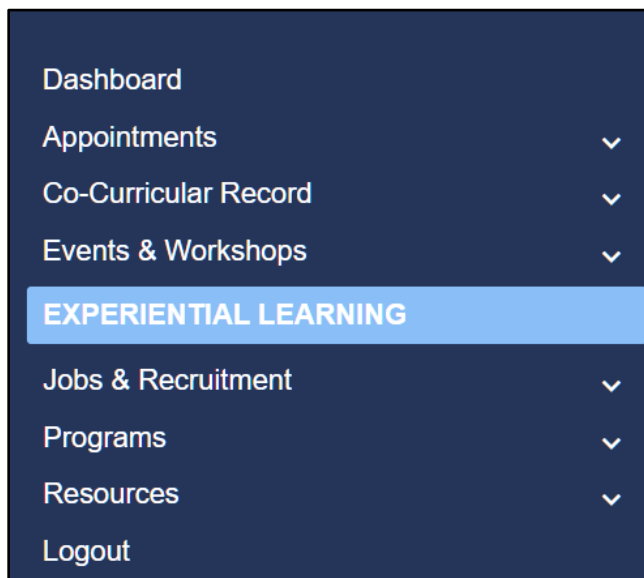 Dashboard
Appointments
Co-Curricular Record
Events & Workshops
EXPERIENTIAL LEARNING
Jobs & Recruitment
Programs
Resources
Logout